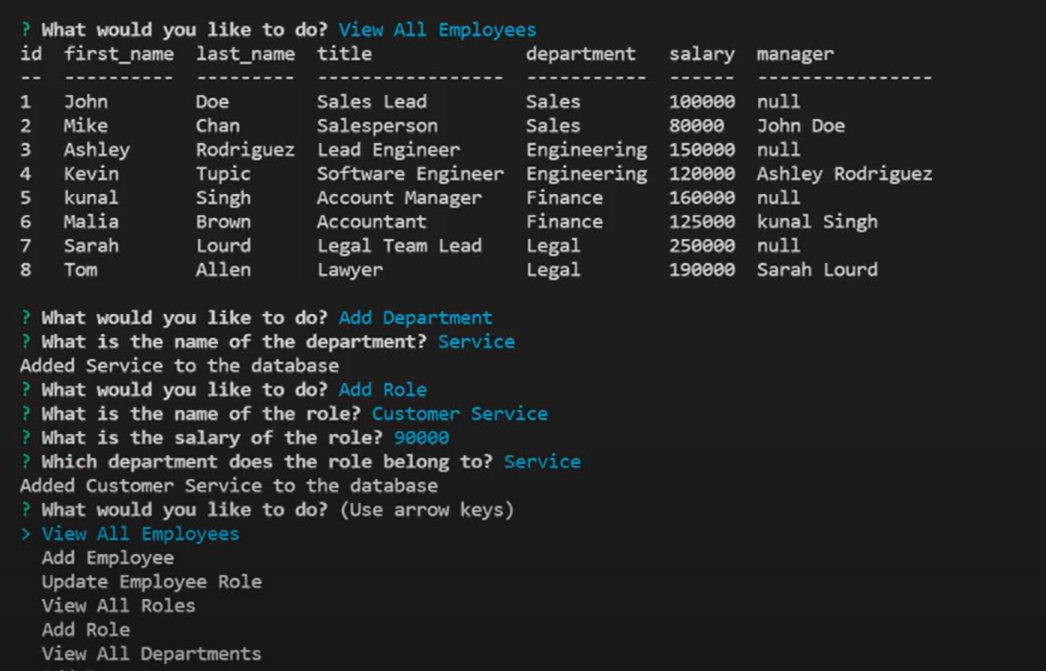 ? What would you like to do? View All Employees
id  first_name  last_name  title              department   salary  manager
--  ----------  ---------  -----------------  -----------  ------  ----------------
1   John        Doe        Sales Lead         Sales        100000  null
2   Mike        Chan       Salesperson        Sales        80000   John Doe
3   Ashley      Rodriguez  Lead Engineer      Engineering  150000  null
4   Kevin       Tupic      Software Engineer  Engineering  120000  Ashley Rodriguez
5   kunal       Singh      Account Manager    Finance      160000  null
6   Malia       Brown      Accountant         Finance      125000  kunal Singh
7   Sarah       Lourd      Legal Team Lead    Legal        250000  null
8   Tom         Allen      Lawyer             Legal        190000  Sarah Lourd
? What would you like to do? Add Department
? What is the name of the department? Service
Added Service to the database
? What would you like to do? Add Role
? What is the name of the role? Customer Service
? What is the salary of the role? 90000
? Which department does the role belong to? Service
Added Customer Service to the database
? What would you like to do? (Use arrow keys)
> View All Employees
  Add Employee
  Update Employee Role
  View All Roles
  Add Role
  View All Departments